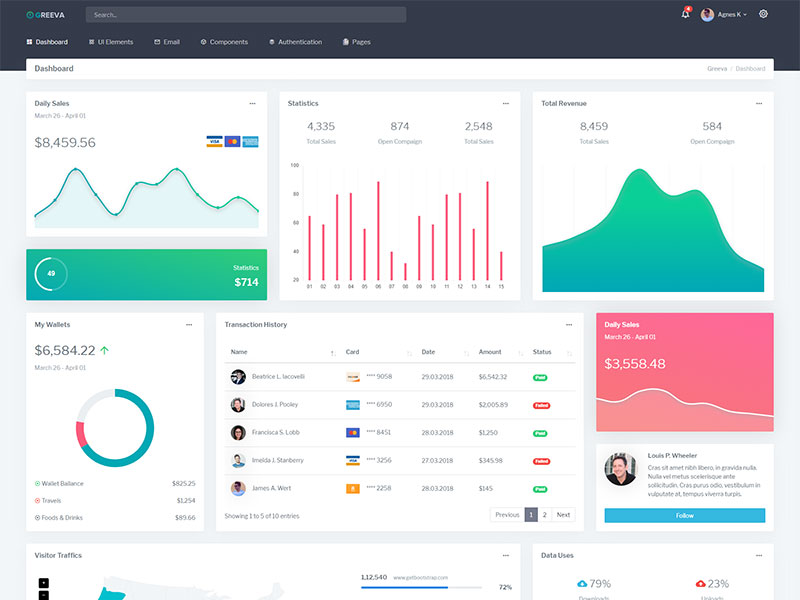 GREEVA
Search...
4
Agnes K
Dashboard
UI Elements
Email
Components
Authentication
Pages
Dashboard
Greeva / Dashboard
Daily Sales
March 26 - April 01
$8,459.56
VISA
Statistics
4,335
874
2,548
Total Sales
Open Compaign
Total Sales
100
80
60
40
20
01 02 03 04 05 06 07 08 09 10 11 12 13 14 15
Total Revenue
8,459
584
Total Sales
Open Compaign
49
Statistics
$714
My Wallets
$6,584.22
March 26 - April 01
Wallet Ballance
$825.25
Travels
$1,254
Foods & Drinks
$89.66
Transaction History
Name Card Date Amount Status
Beatrice L. Iacovelli **** 9058 29.03.2018 $6,542.32 Paid
Dolores J. Pooley **** 6950 29.03.2018 $2,005.89 Failed
Francisca S. Lobb **** 8451 28.03.2018 $1,250 Paid
Imelda J. Stanberry VISA **** 3256 27.03.2018 $345.98 Failed
James A. Wert **** 2258 28.03.2018 $145 Paid
Showing 1 to 5 of 10 entries
Previous 1 2 Next
Daily Sales
March 26 - April 01
$3,558.48
Louis P. Wheeler
Cras sit amet nibh libero, in gravida nulla.
Nulla vel metus scelerisque ante
sollicitudin. Cras purus odio, vestibulum in
vulputate at, tempus viverra turpis.
Follow
Visitor Traffics
+
-
1,12,540 www.getbootstrap.com
72%
Data Uses
79%
23%
Downloads
Uploads